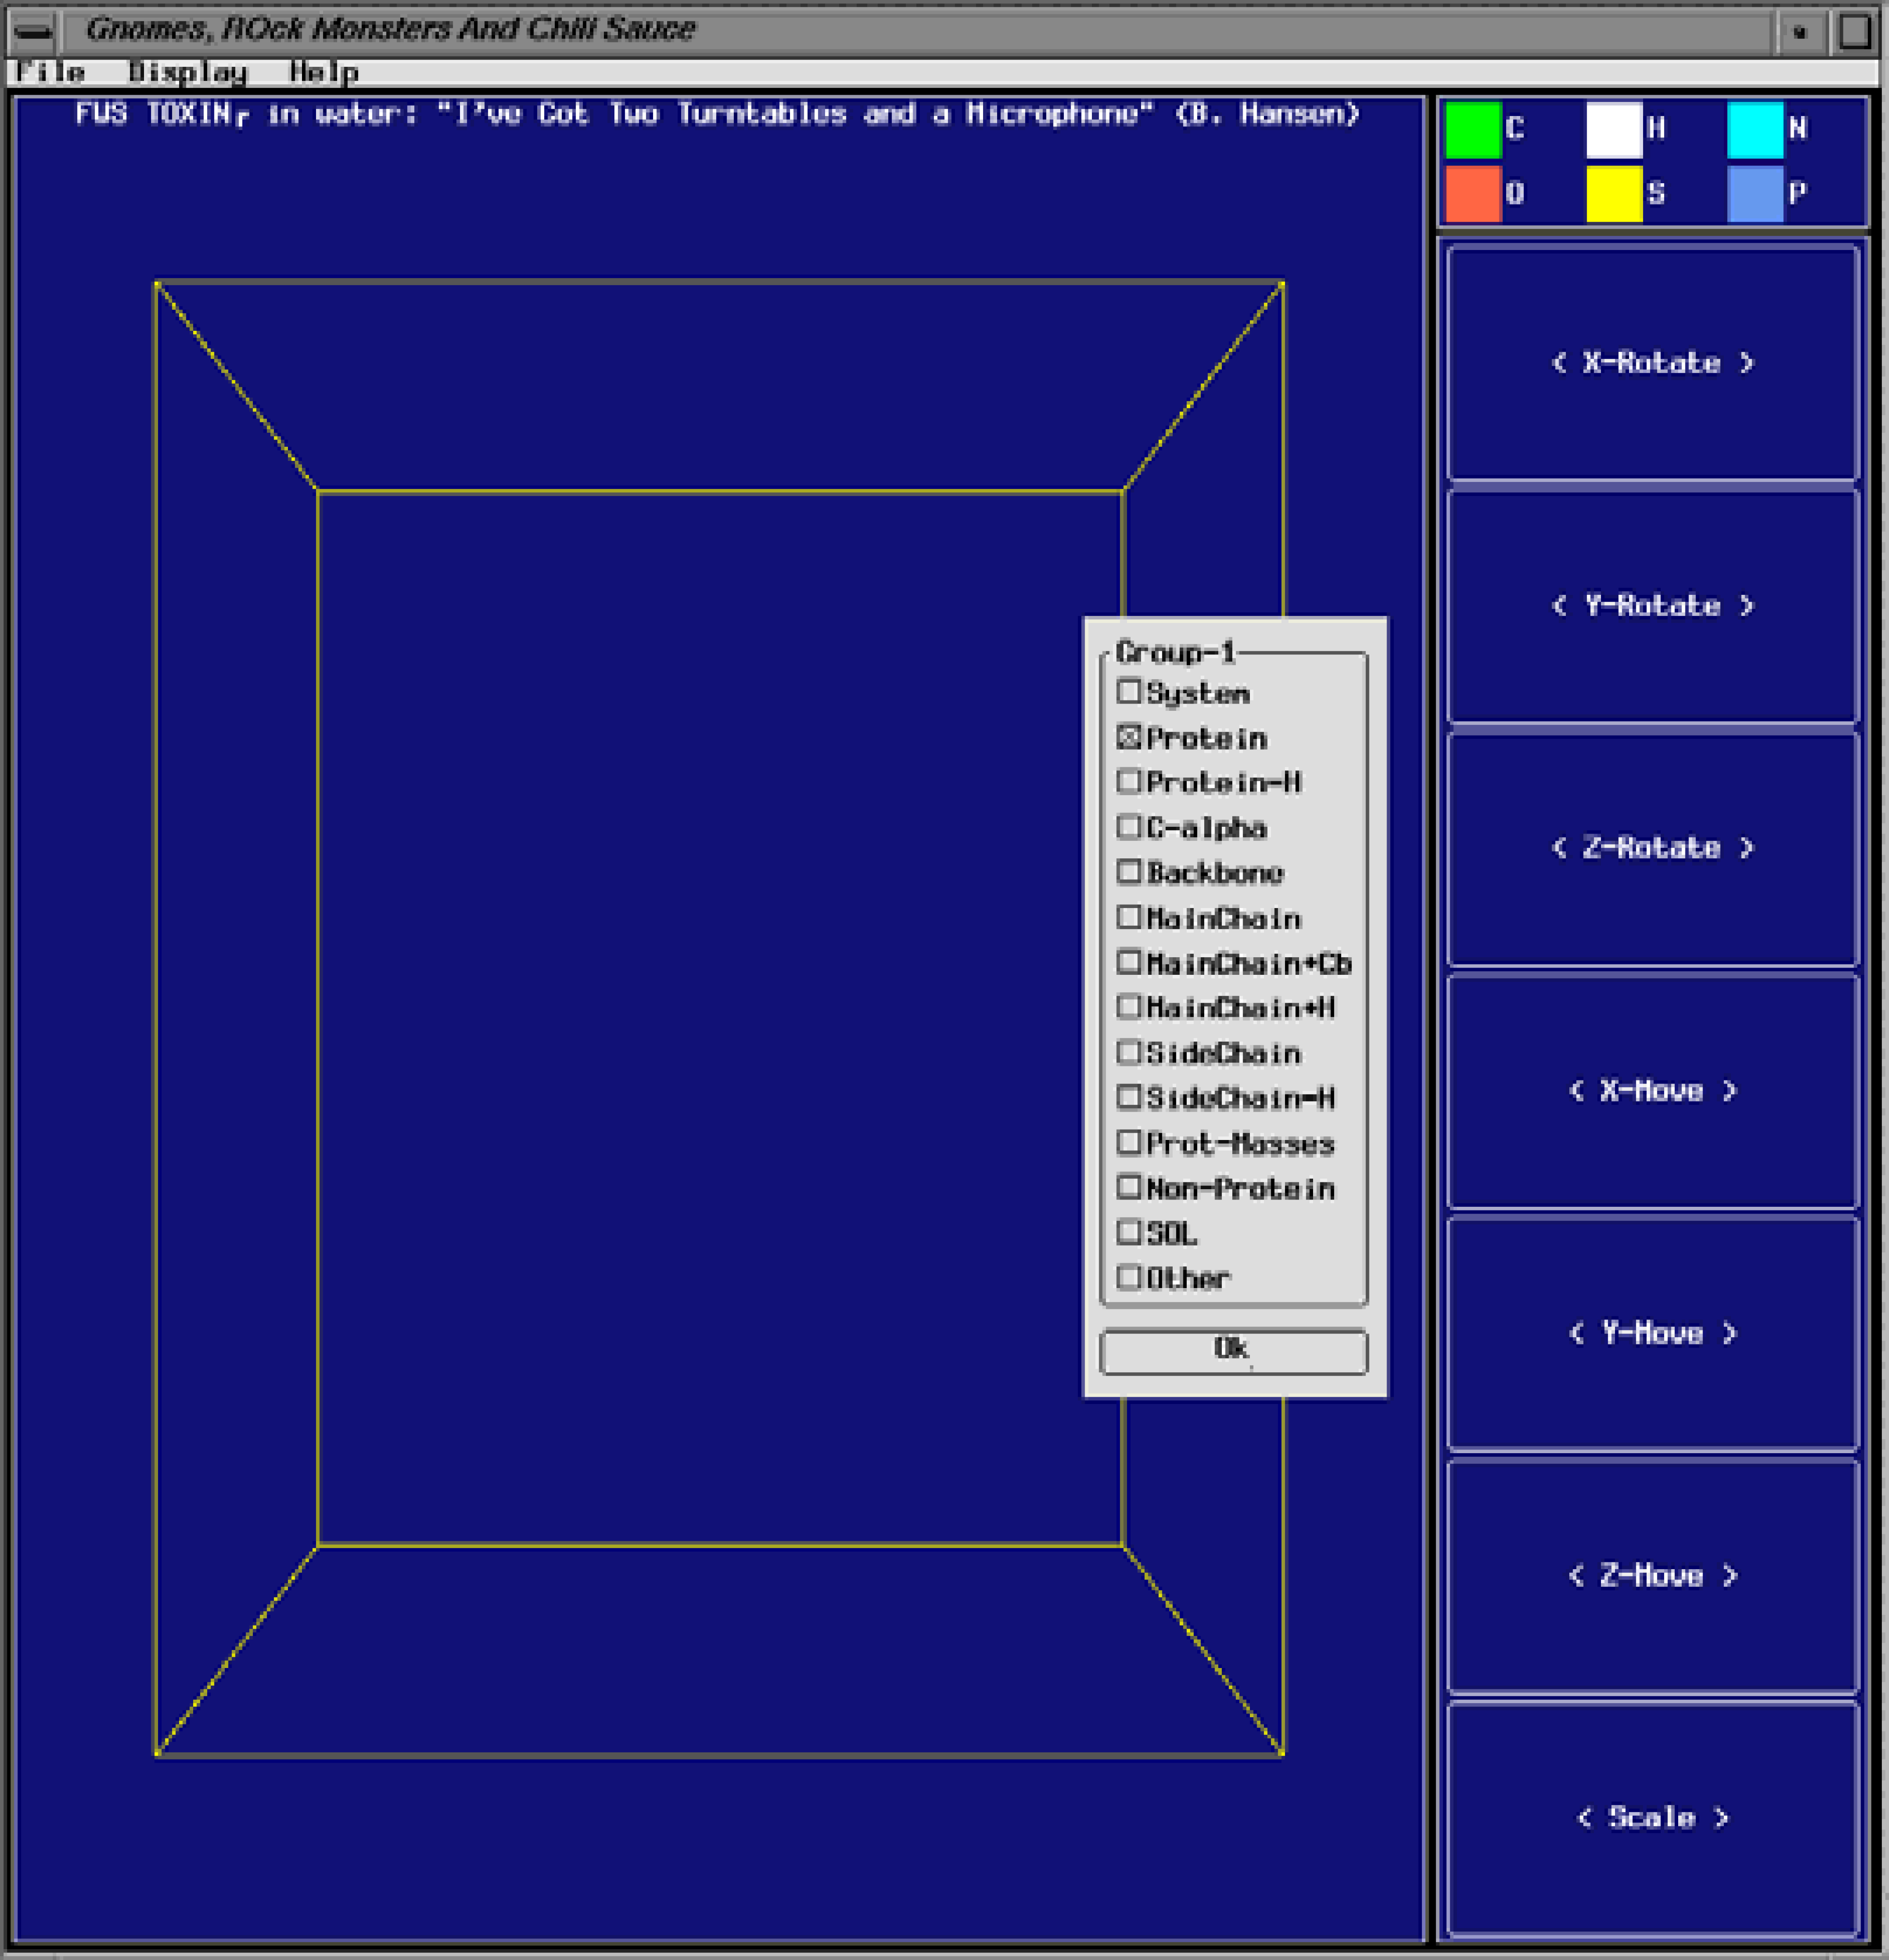 Gnomes, ROck Monsters And Chili Sauce
File Display Help
FWS TOXIN, in water: "I've Got Two Turntables and a Microphone" (B. Hansen)
C H N
O S P
< X-Rotate >
< Y-Rotate >
< Z-Rotate >
< X-Move >
< Y-Move >
< Z-Move >
< Scale >
Group-1
System
Protein
Protein-H
C-alpha
Backbone
MainChain
MainChain+Cb
MainChain+H
SideChain
SideChain-H
Prot-Masses
Non-Protein
SOL
Other
Ok